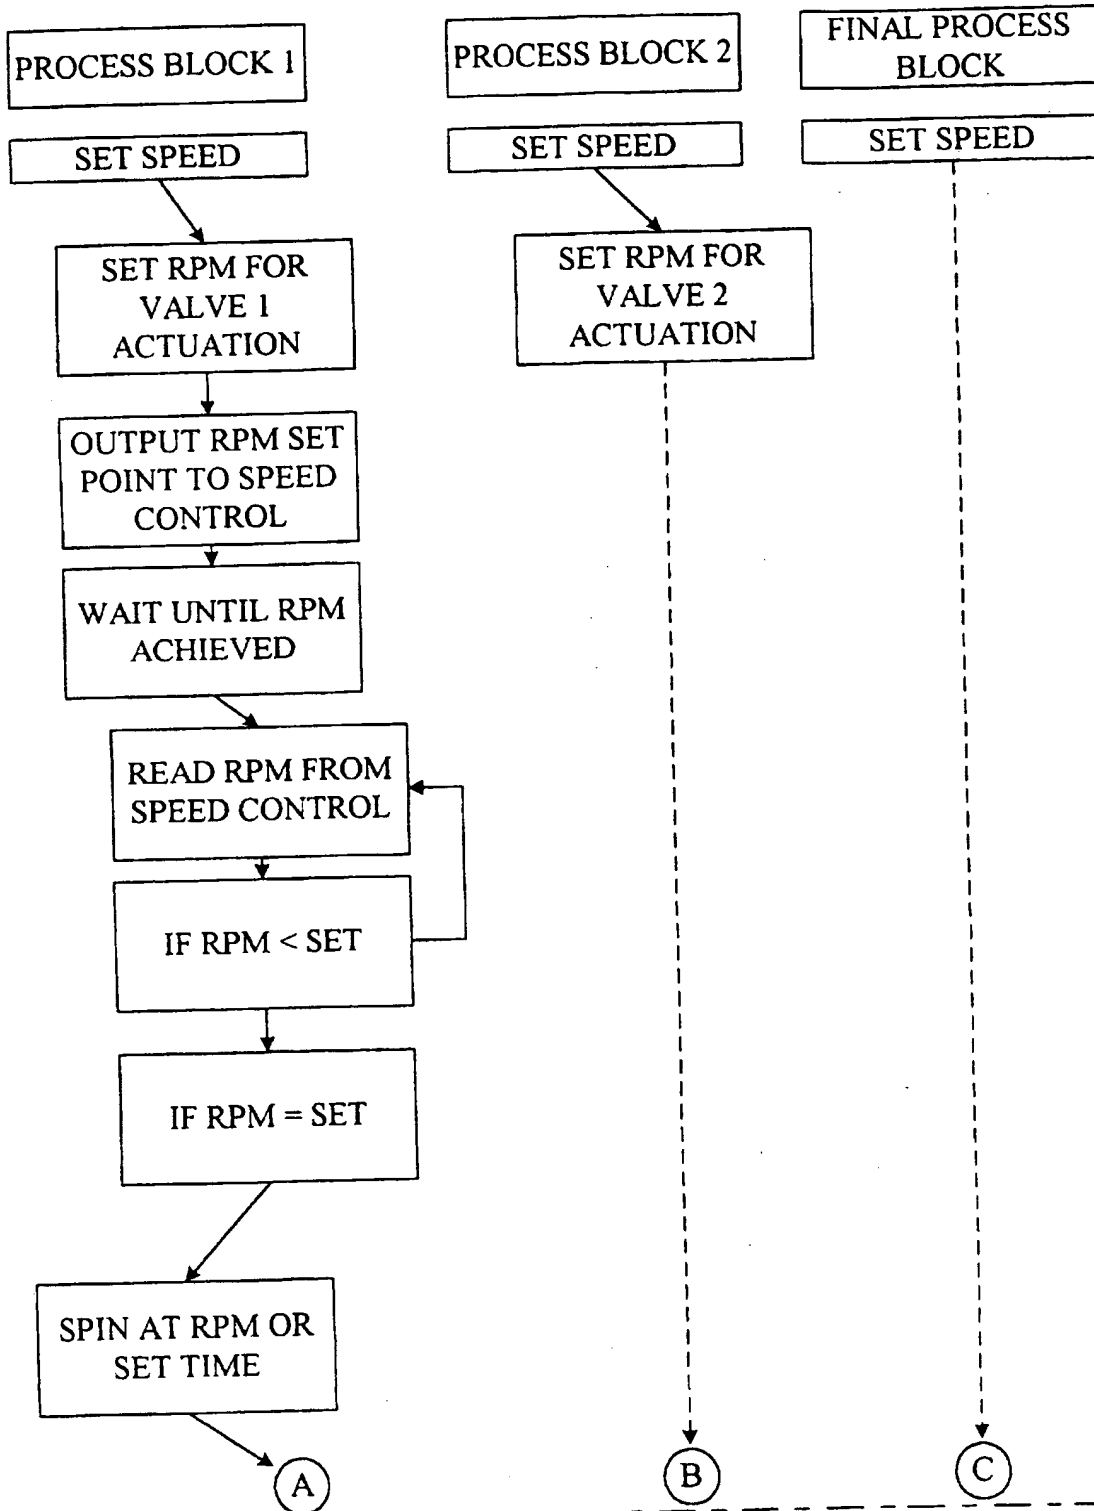 PROCESS BLOCK 1
SET SPEED
SET RPM FOR
VALVE 1
ACTUATION
OUTPUT RPM SET
POINT TO SPEED
CONTROL
WAIT UNTIL RPM
ACHIEVED
READ RPM FROM
SPEED CONTROL
IF RPM < SET
IF RPM = SET
SPIN AT RPM OR
SET TIME
A
PROCESS BLOCK 2
SET SPEED
SET RPM FOR
VALVE 2
ACTUATION
B
FINAL PROCESS
BLOCK
SET SPEED
C